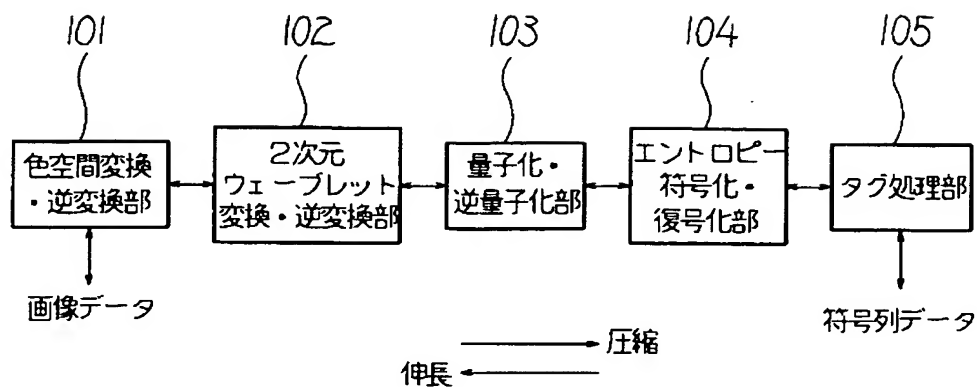 101
102
103
104
105
色空間変換
・逆変換部
2次元
ウェーブレット
変換・逆変換部
量子化・
逆量子化部
エントロピー
符号化・
復号化部
タグ処理部
画像データ
符号列データ
圧縮
伸長